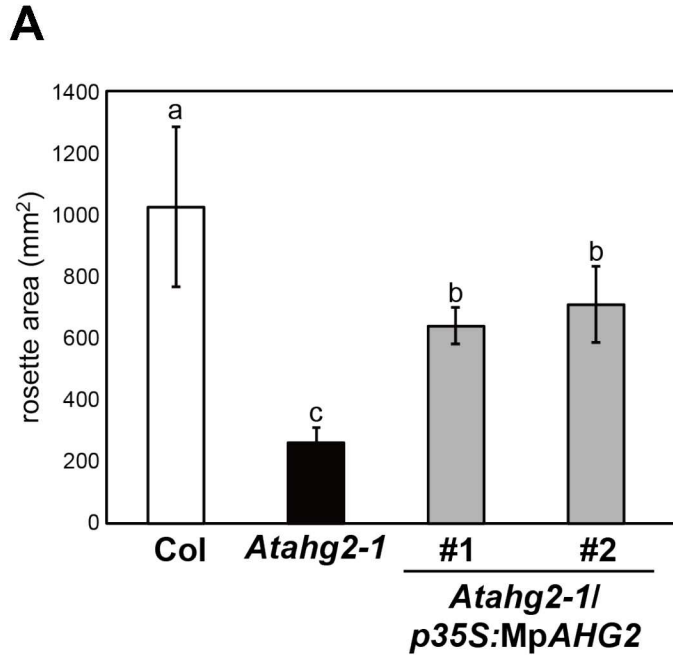 A
1400
1200
1000
800
600
400
200
0
rosette area (mm²)
a
c
b
b
Col Atahg2-1 #1 #2
Atahg2-1/
p35S:MpAHG2